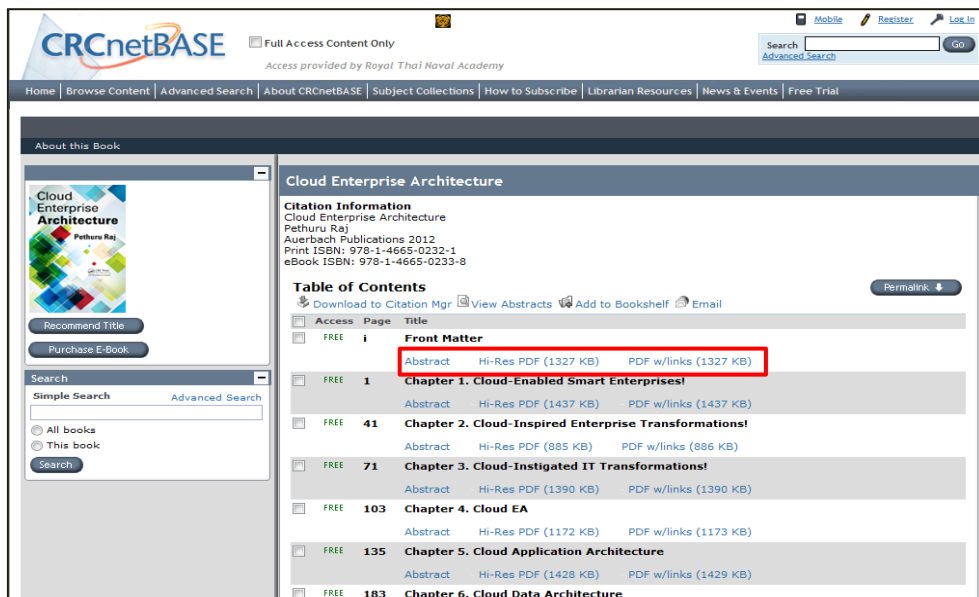 Mobile Register Log In
CRCnetBASE
Full Access Content Only
Search Go
Advanced Search
Access provided by Royal Thai Naval Academy
Home Browse Content Advanced Search About CRCnetBASE Subject Collections How to Subscribe Librarian Resources News & Events Free Trial
About this Book
Cloud
Enterprise
Architecture
Pethuru Raj
Recommend Title
Purchase E-Book
Search
Simple Search Advanced Search
All books
This book
Search
Cloud Enterprise Architecture
Citation Information
Cloud Enterprise Architecture
Pethuru Raj
Auerbach Publications 2012
Print ISBN: 978-1-4665-0232-1
eBook ISBN: 978-1-4665-0233-8
Table of Contents
Permalink
Download to Citation Mgr View Abstracts Add to Bookshelf Email
Access Page Title
FREE i Front Matter
Abstract Hi-Res PDF (1327 KB) PDF w/links (1327 KB)
FREE 1 Chapter 1. Cloud-Enabled Smart Enterprises!
Abstract Hi-Res PDF (1437 KB) PDF w/links (1437 KB)
FREE 41 Chapter 2. Cloud-Inspired Enterprise Transformations!
Abstract Hi-Res PDF (885 KB) PDF w/links (886 KB)
FREE 71 Chapter 3. Cloud-Instigated IT Transformations!
Abstract Hi-Res PDF (1390 KB) PDF w/links (1390 KB)
FREE 103 Chapter 4. Cloud EA
Abstract Hi-Res PDF (1172 KB) PDF w/links (1173 KB)
FREE 135 Chapter 5. Cloud Application Architecture
Abstract Hi-Res PDF (1428 KB) PDF w/links (1429 KB)
FREE 183 Chapter 6. Cloud Data Architecture